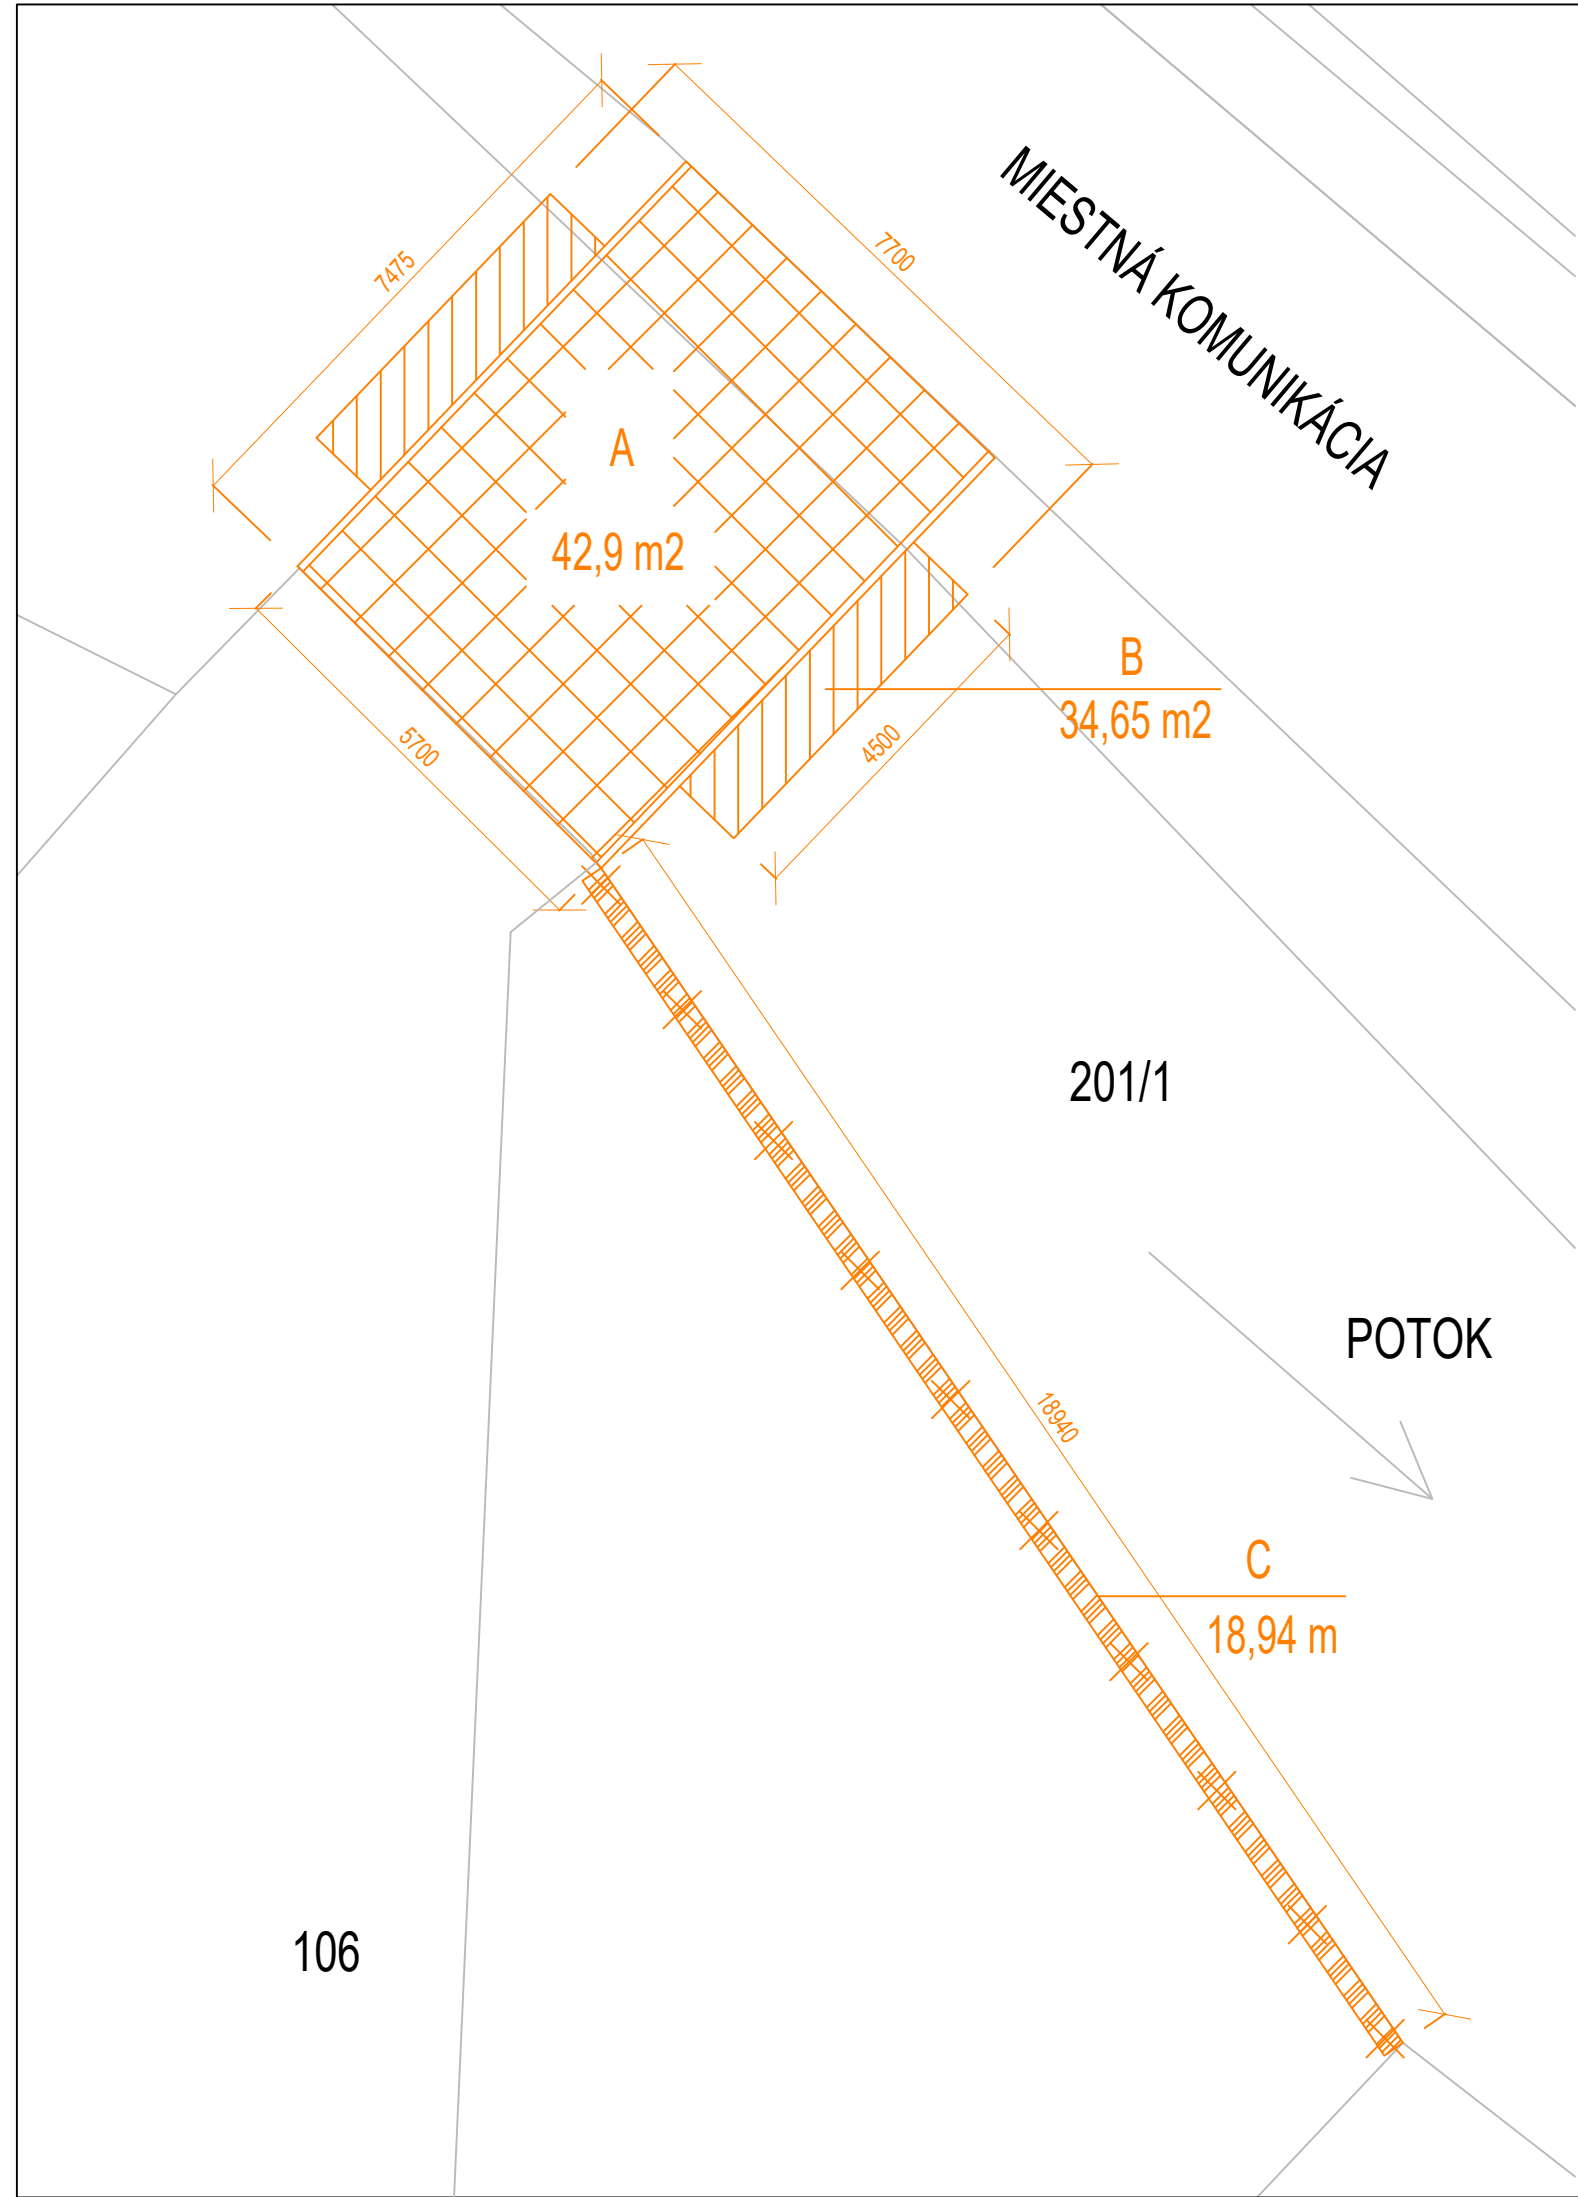 MIESTNÁ KOMUNIKÁCIA
7475
7700
A
42,9 m2
B
34,65 m2
5700
4500
201/1
POTOK
18940
C
18,94 m
106